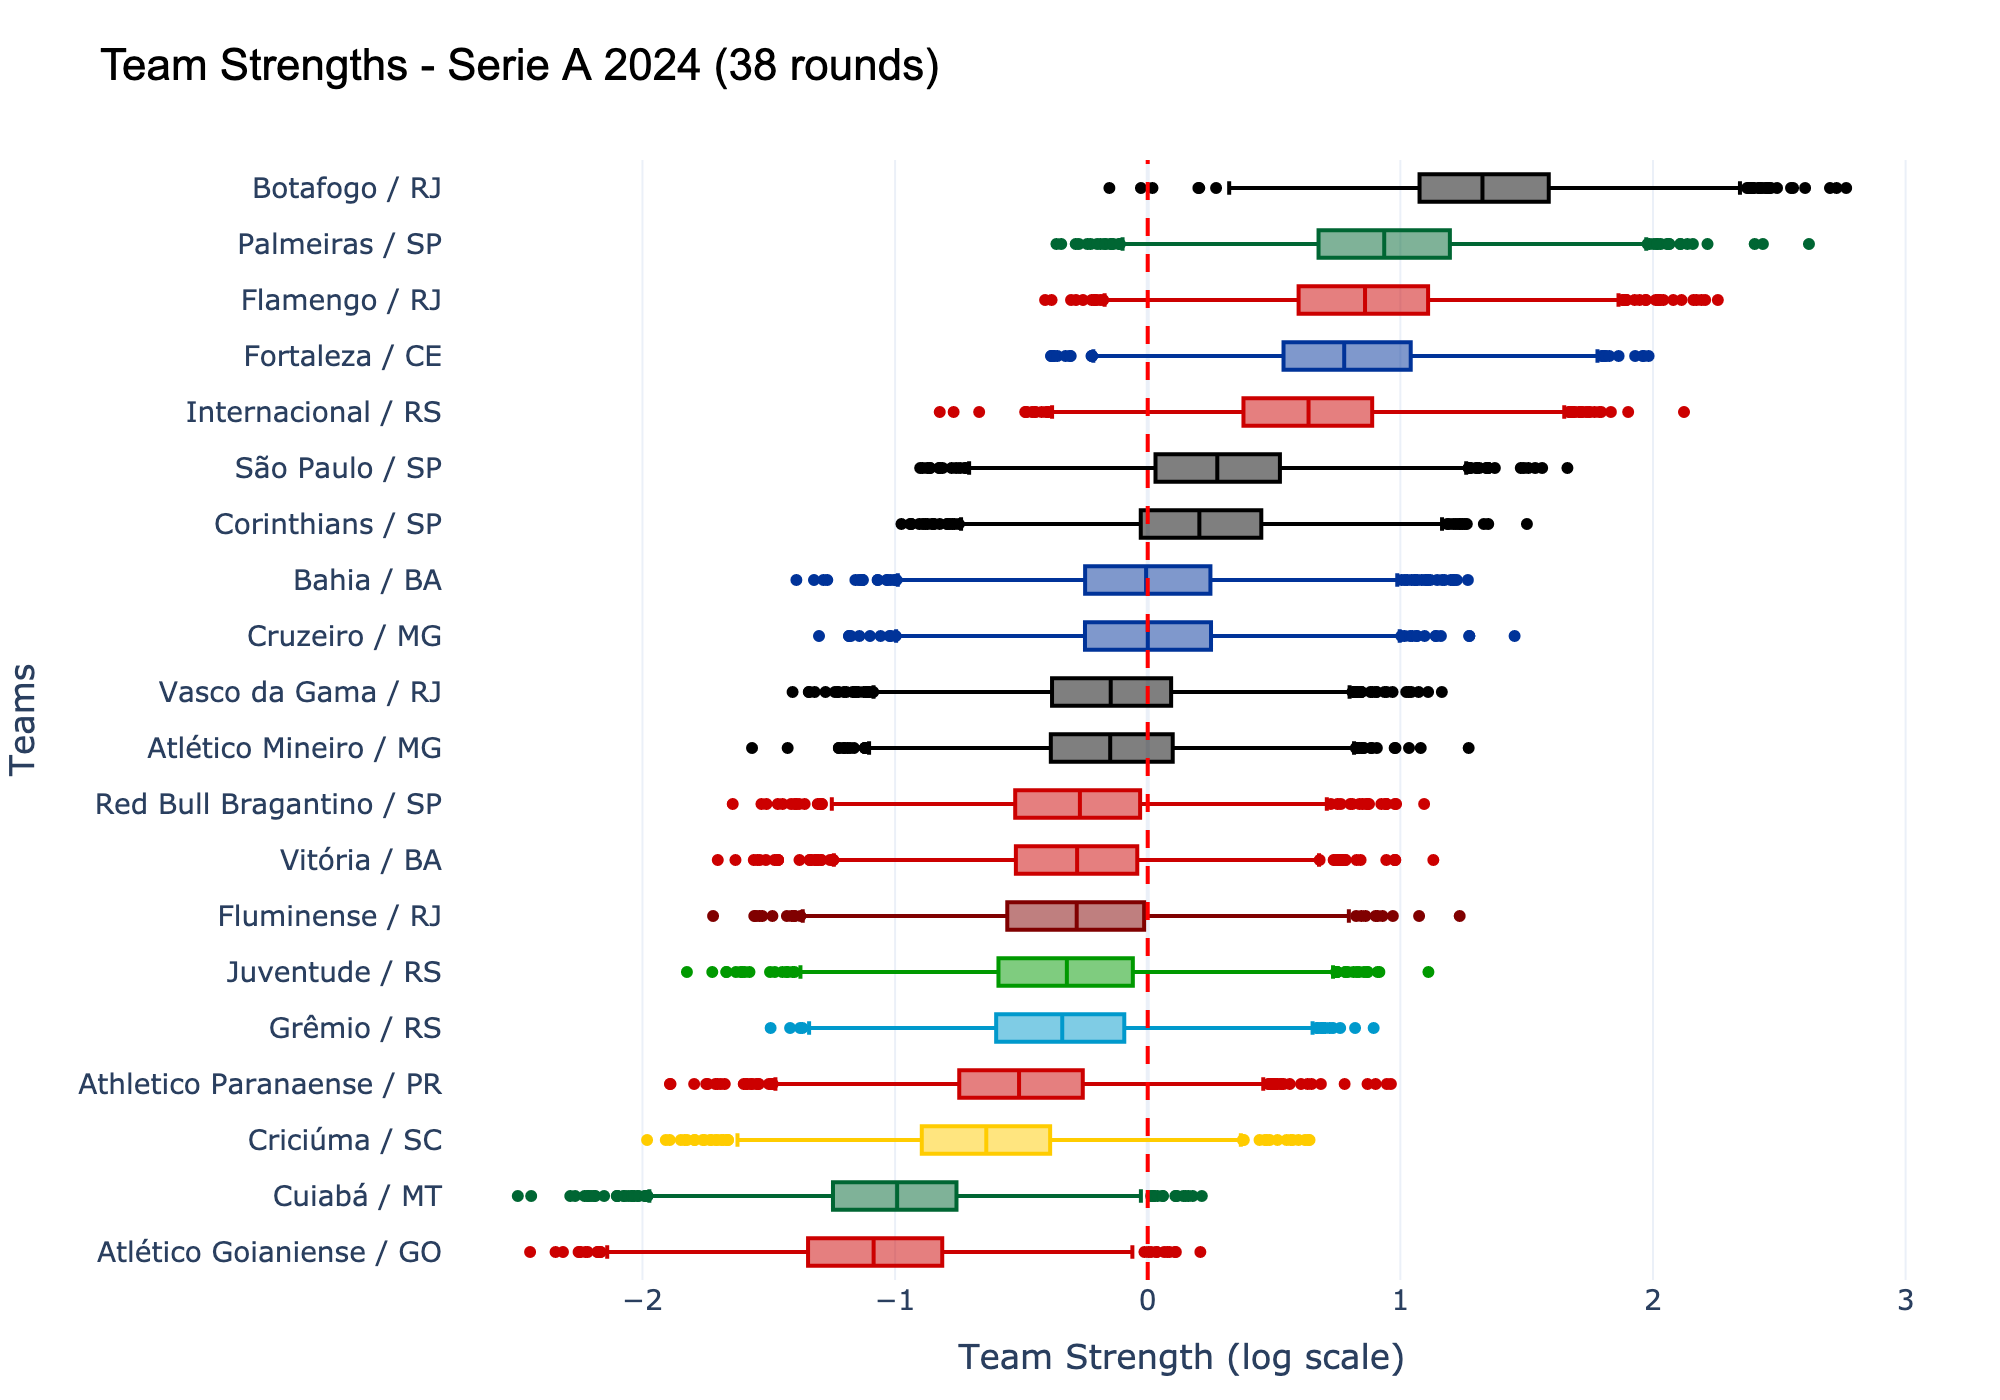 Team Strengths - Serie A 2024 (38 rounds)
Botafogo / RJ
Palmeiras / SP
Flamengo / RJ
Fortaleza / CE
Internacional / RS
São Paulo / SP
Corinthians / SP
Bahia / BA
Cruzeiro / MG
Vasco da Gama / RJ
Atlético Mineiro / MG
Red Bull Bragantino / SP
Vitória / BA
Fluminense / RJ
Juventude / RS
Grêmio / RS
Athletico Paranaense / PR
Criciúma / SC
Cuiabá / MT
Atlético Goianiense / GO
Teams
−2 −1 0 1 2 3
Team Strength (log scale)